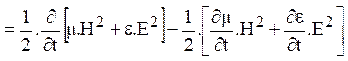 = 1/2 . ∂/∂t [μ.H² + ε.E²] − 1/2 . [∂μ/∂t .H² + ∂ε/∂t .E²]